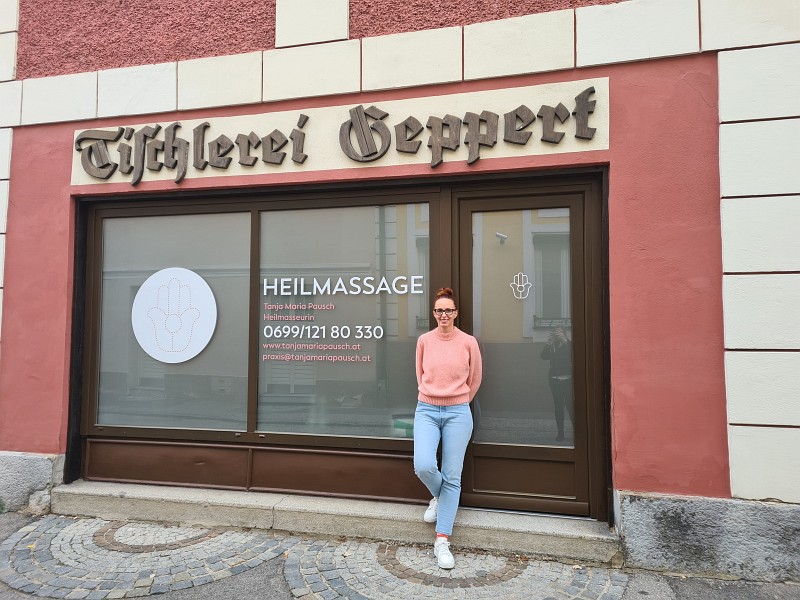 Tischlerei Geppert
HEILMASSAGE
Tanja Maria Pausch
Heilmasseurin
0699/121 80 330
www.tanjamariapausch.at
praxis@tanjamariapausch.at